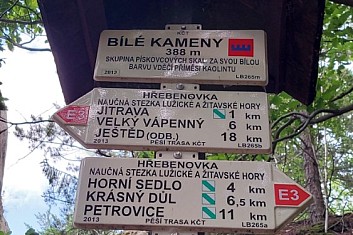 KČT
BÍLÉ KAMENY
388 m
SKUPINA PÍSKOVCOVÝCH SKAL, ZA SVOU BÍLOU
BARVU VDĚČÍ PŘÍMĚSI KAOLINTU
2013 LB265m
HŘEBENOVKA
NAUČNÁ STEZKA LUŽICKÉ A ŽITAVSKÉ HORY
E3 JÍTRAVA 1 km
VELKÝ VÁPENNÝ 6 km
JEŠTĚD (ODB.) 18 km
2013 PĚŠÍ TRASA KČT LB265b
HŘEBENOVKA
NAUČNÁ STEZKA LUŽICKÉ A ŽITAVSKÉ HORY
HORNÍ SEDLO 4 km
KRÁSNÝ DŮL 6,5 km E3
PETROVICE 11 km
2013 PĚŠÍ TRASA KČT LB265a